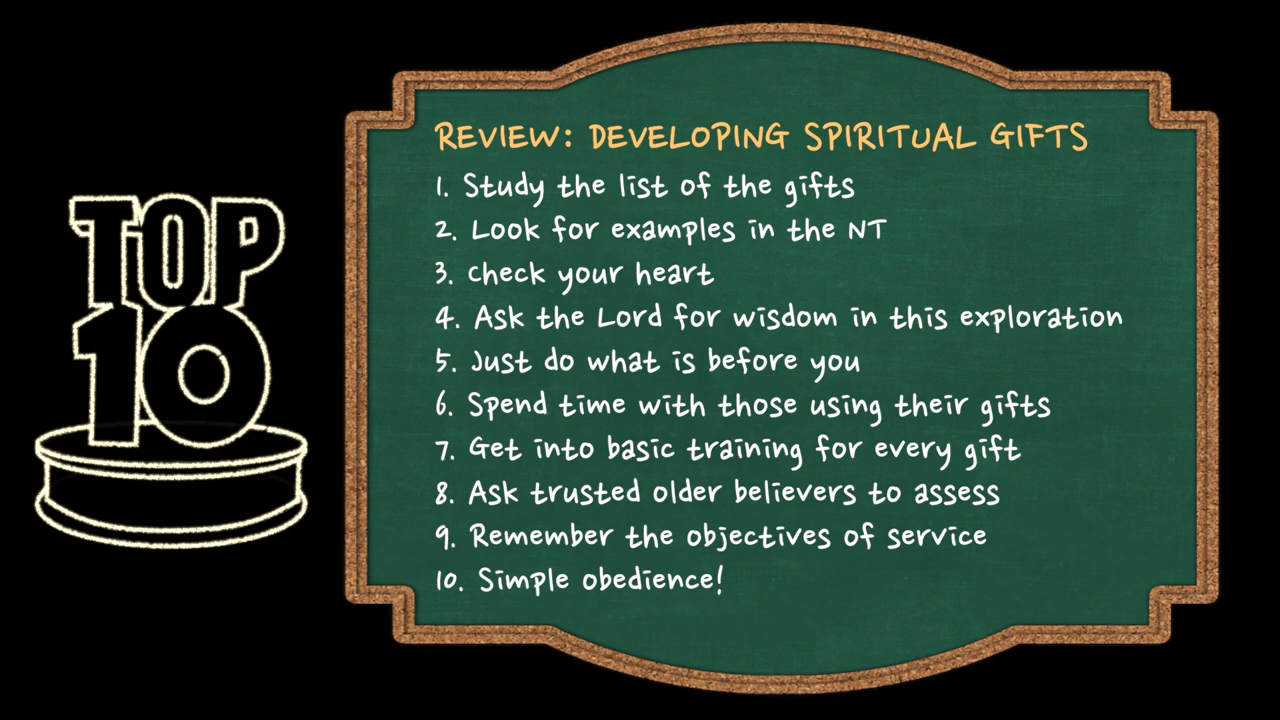 TOP
10
REVIEW: DEVELOPING SPIRITUAL GIFTS
1. Study the list of the gifts
2. Look for examples in the NT
3. Check your heart
4. Ask the Lord for wisdom in this exploration
5. Just do what is before you
6. Spend time with those using their gifts
7. Get into basic training for every gift
8. Ask trusted older believers to assess
9. Remember the objectives of service
10. Simple obedience!